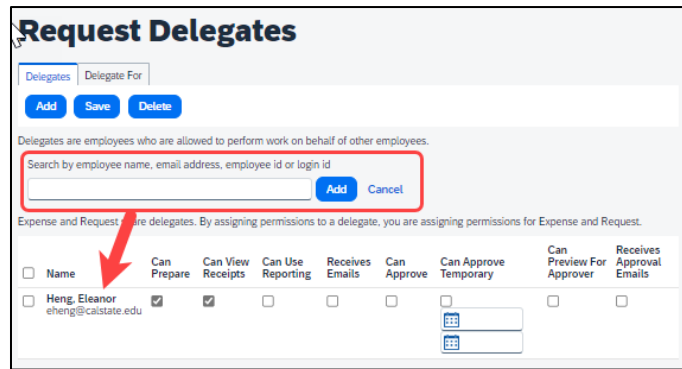 Request Delegates
Delegates Delegate For
Add Save Delete
Delegates are employees who are allowed to perform work on behalf of other employees.
Search by employee name, email address, employee id or login id
Add Cancel
Expense and Request share delegates. By assigning permissions to a delegate, you are assigning permissions for Expense and Request.
Name Can Prepare Can View Receipts Can Use Reporting Receives Emails Can Approve Can Approve Temporary Can Preview For Approver Receives Approval Emails
Heng, Eleanor
eheng@calstate.edu